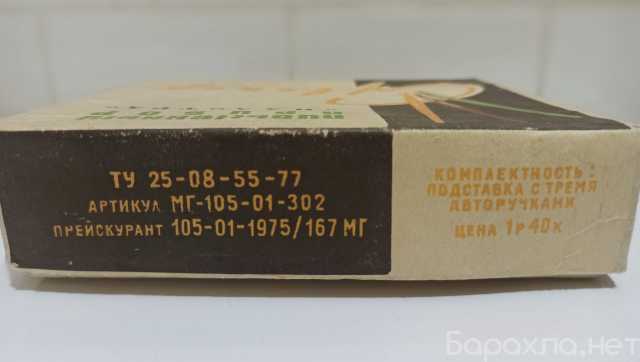 ТУ 25-08-55-77
АРТИКУЛ МГ-105-01-302
ПРЕЙСКУРАНТ 105-01-1975/167 МГ
КОМПЛЕКТНОСТЬ:
ПОДСТАВКА С ТРЕМЯ
АВТОРУЧКАМИ
ЦЕНА 1Р 40К
Барахла.нет